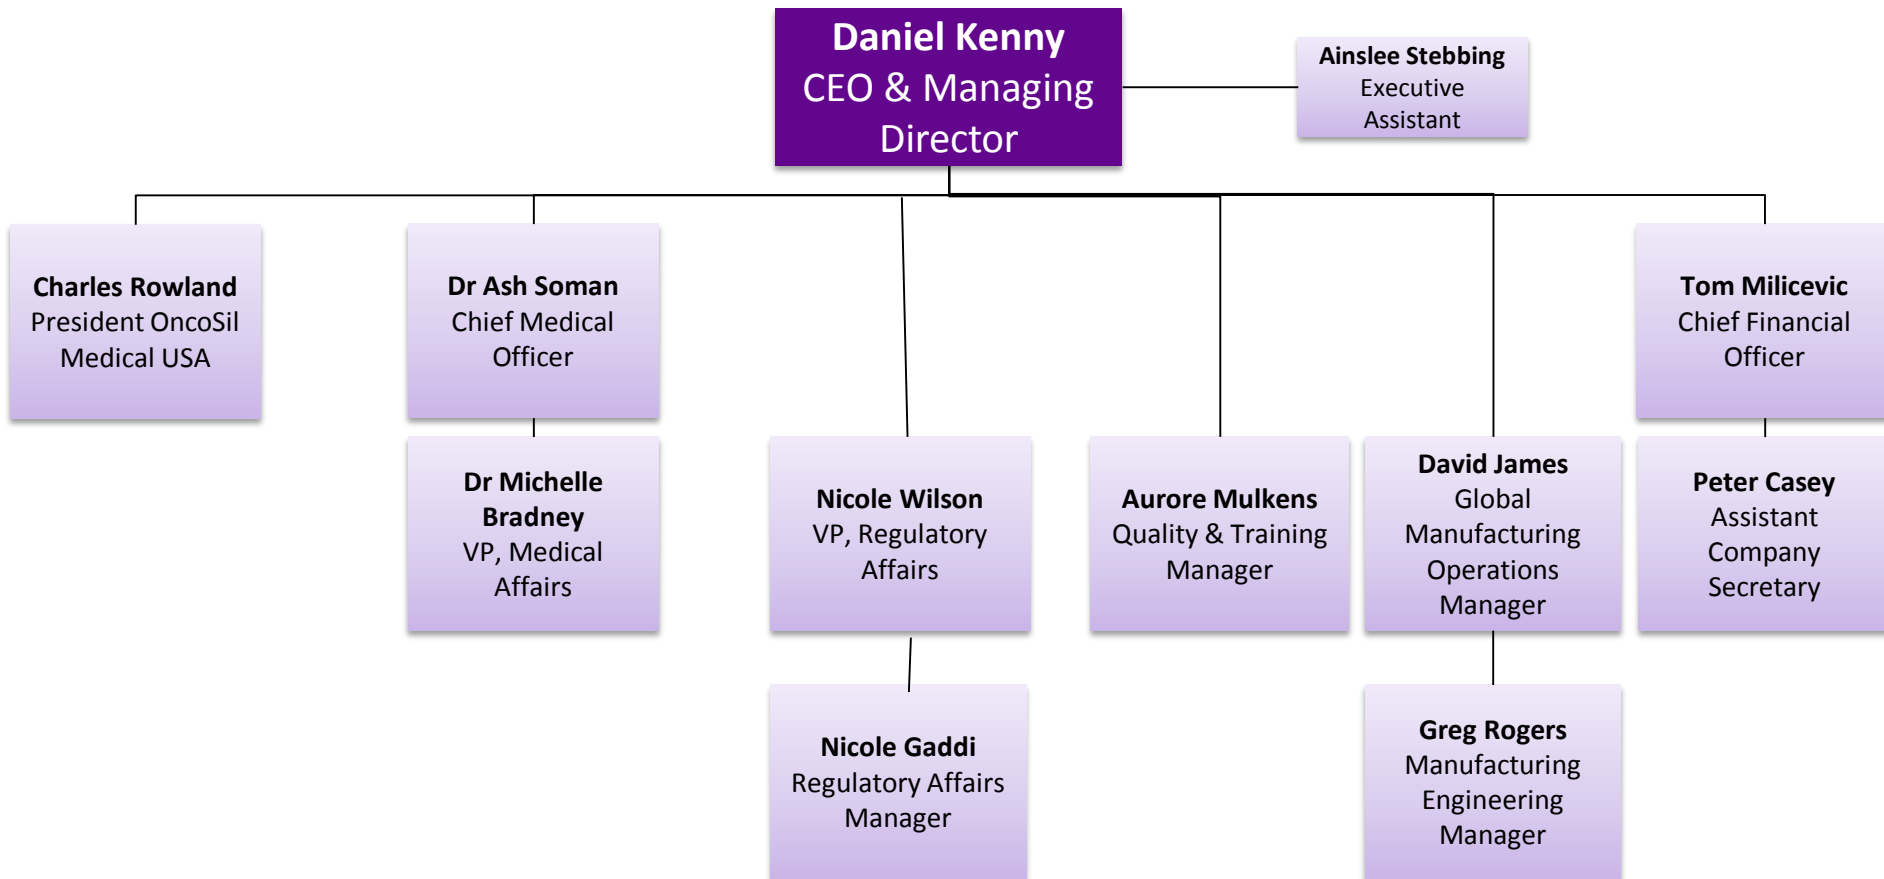 Daniel Kenny
CEO & Managing
Director
Ainslee Stebbing
Executive
Assistant
Charles Rowland
President OncoSil
Medical USA
Dr Ash Soman
Chief Medical
Officer
Tom Milicevic
Chief Financial
Officer
Dr Michelle
Bradney
VP, Medical
Affairs
Nicole Wilson
VP, Regulatory
Affairs
Aurore Mulkens
Quality & Training
Manager
David James
Global
Manufacturing
Operations
Manager
Peter Casey
Assistant
Company
Secretary
Nicole Gaddi
Regulatory Affairs
Manager
Greg Rogers
Manufacturing
Engineering
Manager